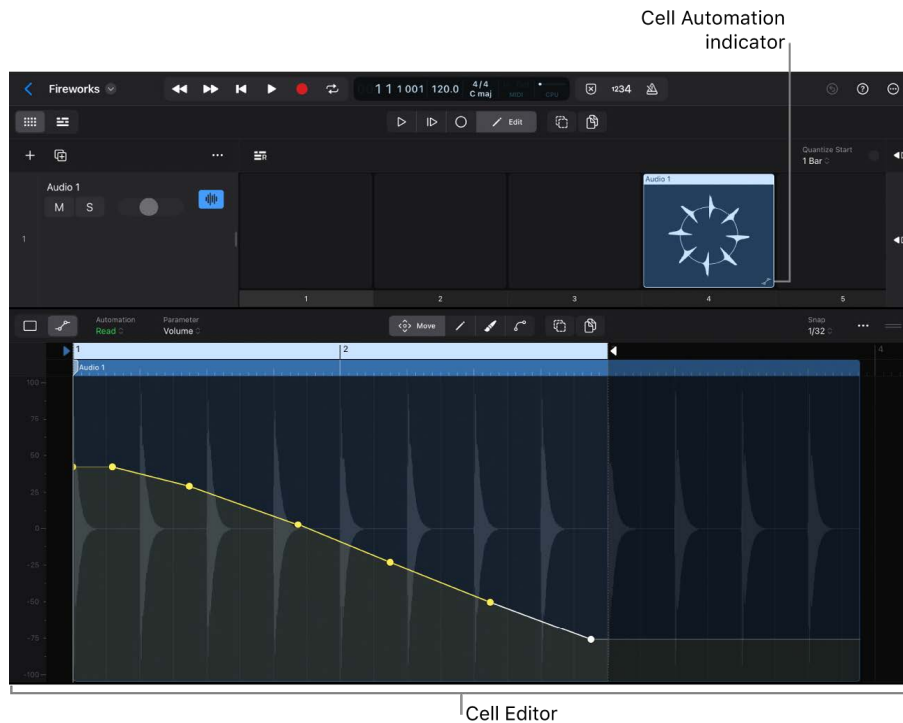 Cell Automation
indicator
Fireworks
1 1 1 001 120.0 4/4
C maj
MIDI CPU
1234
Edit
Quantize Start
1 Bar
Audio 1
M S
Audio 1
1
1 2 3 4 5
Automation
Read
Parameter
Volume
Move
Snap
1/32
1 2 4
Audio 1
100
75
50
25
0
-25
-50
-75
-100
Cell Editor